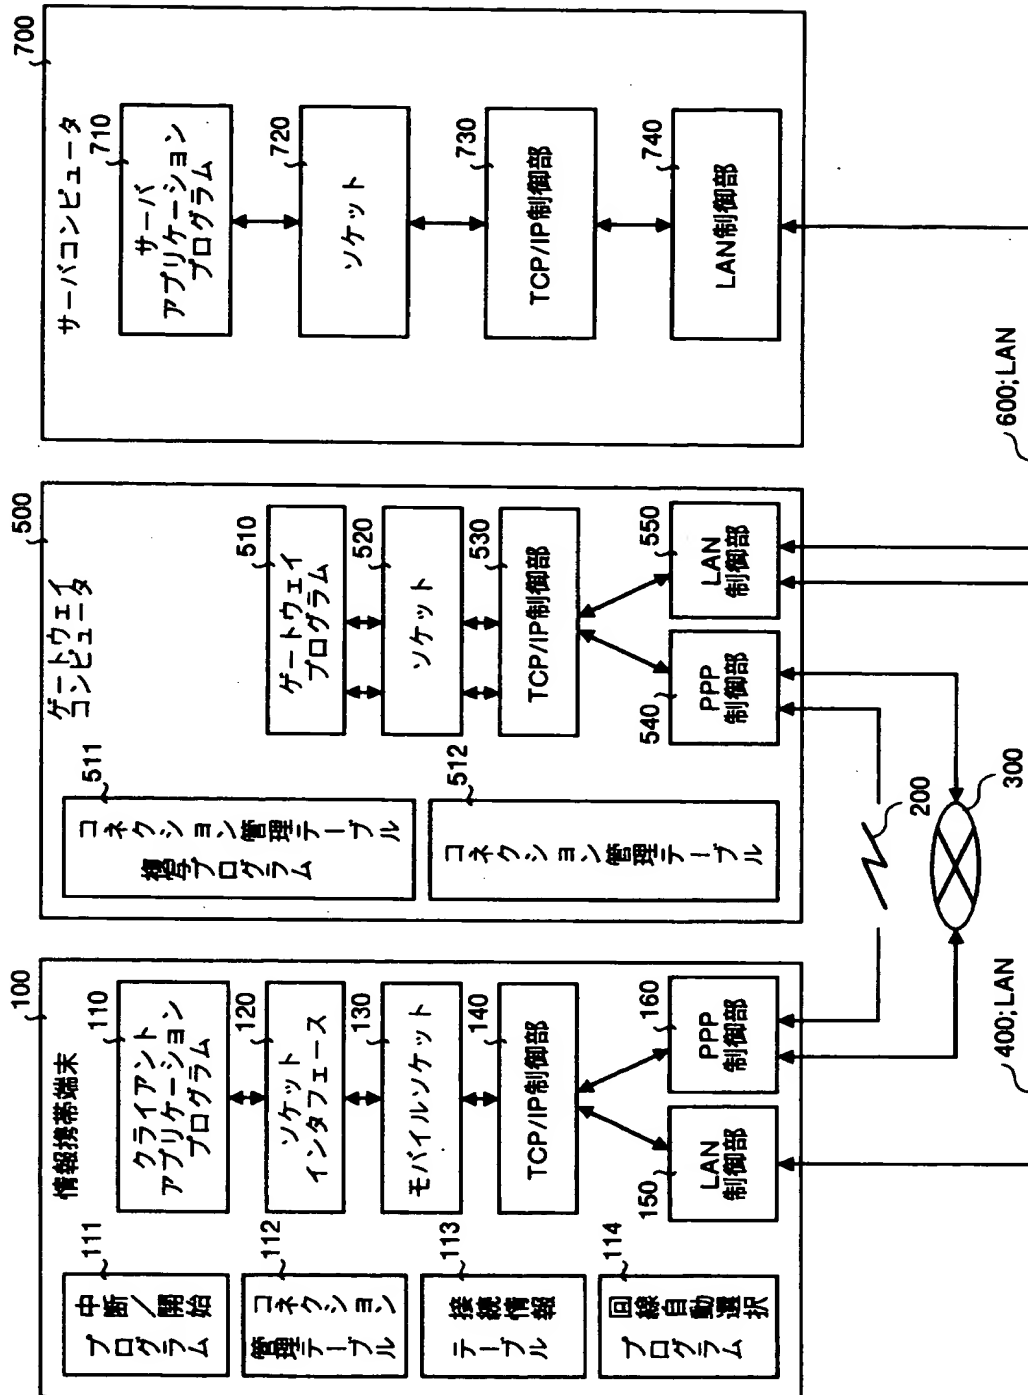 100
情報携帯端末
110
クライアント
アプリケーション
プログラム
120
ソケット
インタフェース
130
モバイルソケット
140
TCP/IP制御部
150
LAN
制御部
160
PPP
制御部
111
中断/開始
プログラム
112
コネクション
管理テーブル
113
接続情報
テーブル
114
回線自動選択
プログラム
500
ゲートウェイ
コンピュータ
510
ゲートウェイ
プログラム
520
ソケット
530
TCP/IP制御部
540
PPP
制御部
550
LAN
制御部
511
コネクション管理テーブル
複写プログラム
512
コネクション管理テーブル
700
サーバコンピュータ
710
サーバ
アプリケーション
プログラム
720
ソケット
730
TCP/IP制御部
740
LAN制御部
200
300
400;LAN
600;LAN